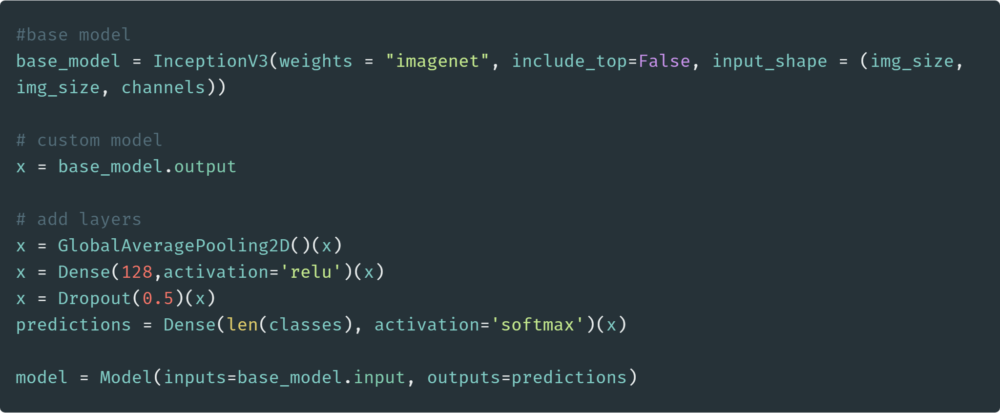 #base model
base_model = InceptionV3(weights = "imagenet", include_top=False, input_shape = (img_size,
img_size, channels))
# custom model
x = base_model.output
# add layers
x = GlobalAveragePooling2D()(x)
x = Dense(128,activation='relu')(x)
x = Dropout(0.5)(x)
predictions = Dense(len(classes), activation='softmax')(x)
model = Model(inputs=base_model.input, outputs=predictions)